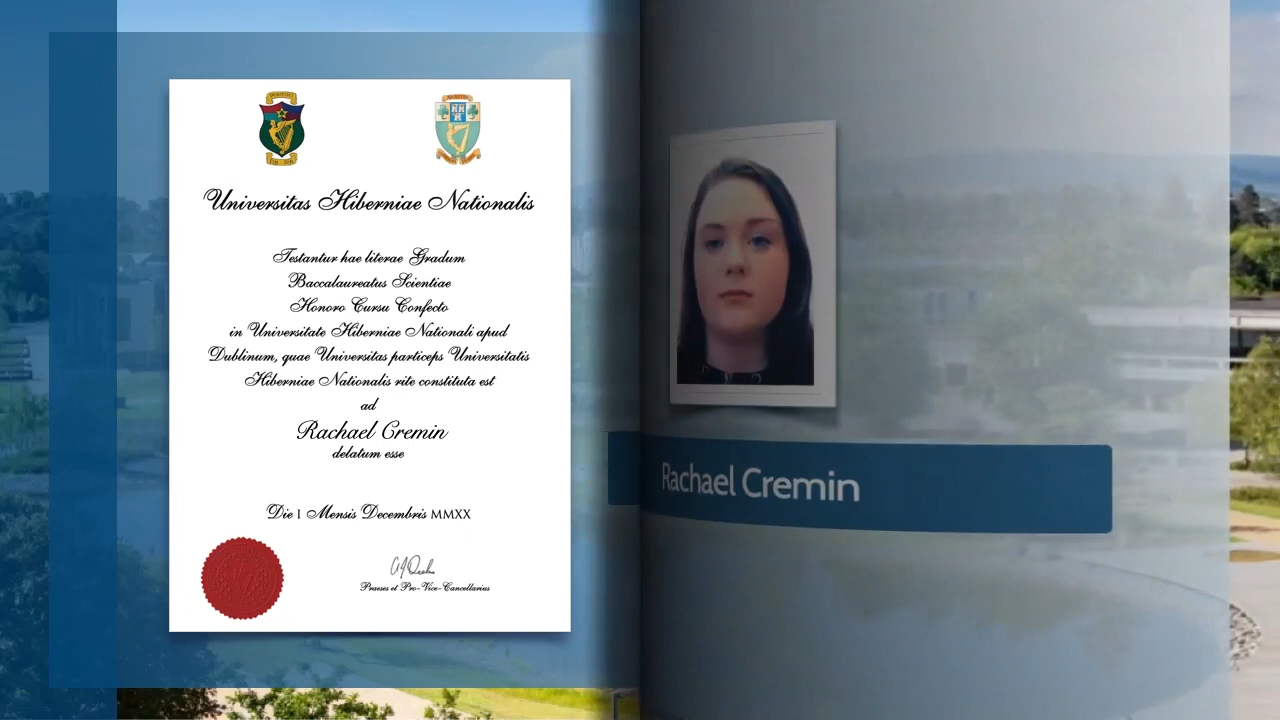 Universitas Hiberniae Nationalis
Testantur hae literae Gradum
Baccalaureatus Scientiae
Honoro Cursu Confecto
in Universitate Hiberniae Nationali apud
Dublinum, quae Universitas particeps Universitatis
Hiberniae Nationalis rite constituta est
ad
Rachael Cremin
delatum esse
Die I Mensis Decembris MMXX
Praeses et Pro-Vice-Cancellarius
Rachael Cremin